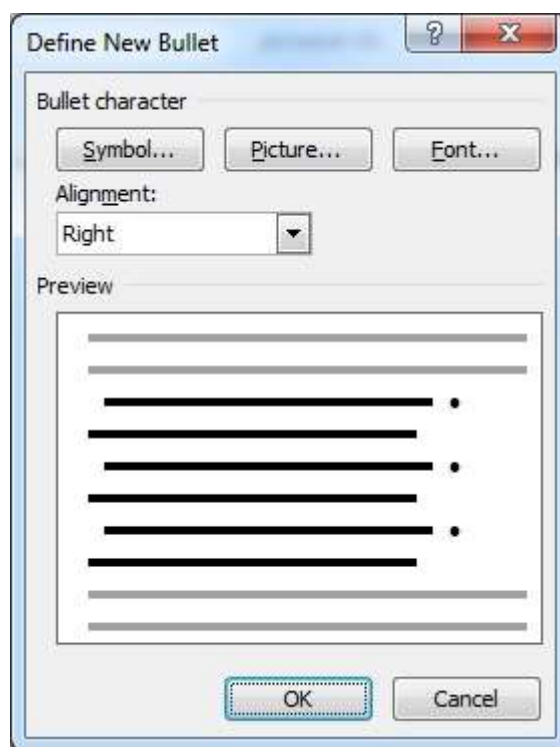 Define New Bullet
Bullet character
Symbol... Picture... Font...
Alignment:
Right
Preview
OK Cancel